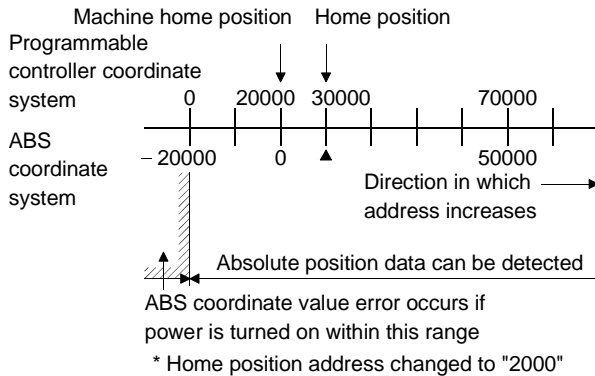 Machine home position
Home position
Programmable
controller coordinate
system
0 20000 30000 70000
ABS
coordinate
system
– 20000 0 50000
Direction in which
address increases
Absolute position data can be detected
ABS coordinate value error occurs if
power is turned on within this range
* Home position address changed to "2000"